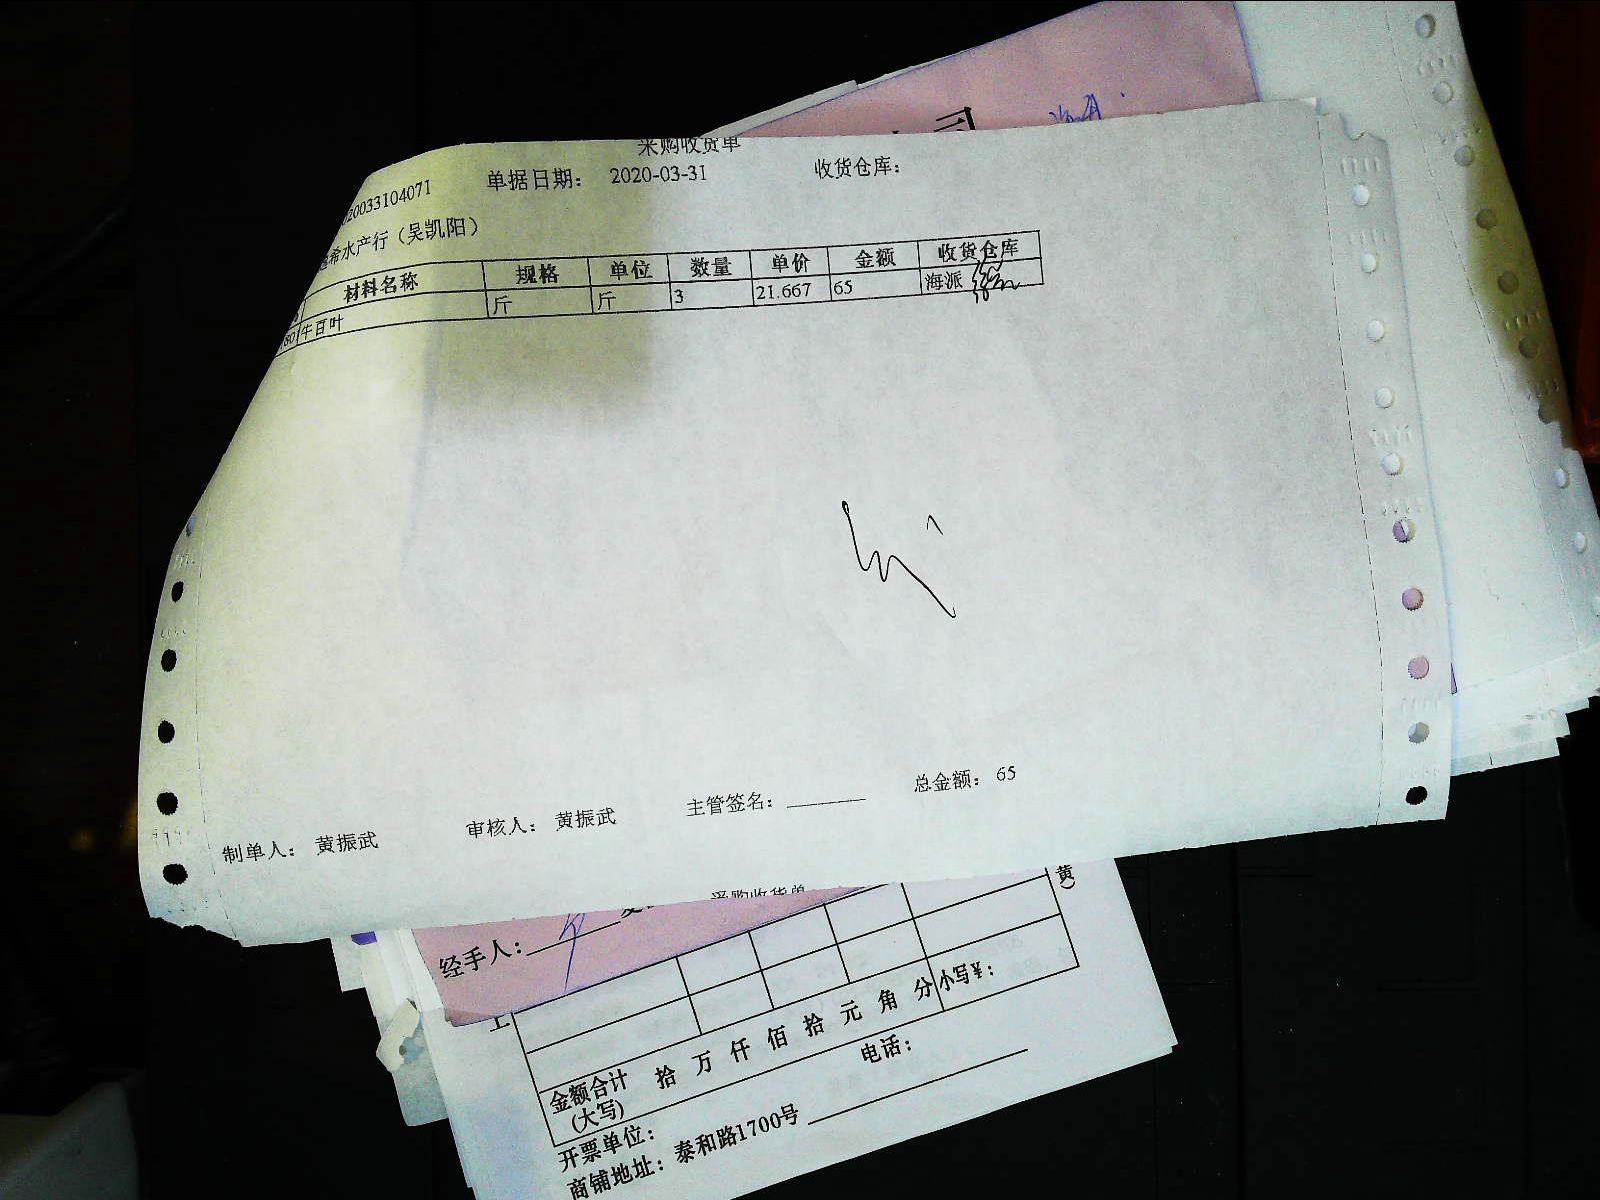 采购收货单
20033104071 单据日期： 2020-03-31 收货仓库：
希水产行（吴凯阳）
材料名称 规格 单位 数量 单价 金额 收货仓库
80 牛百叶 斤 斤 3 21.667 65 海派
制单人： 黄振武 审核人： 黄振武 主管签名： 总金额： 65
采购收货单
经手人：
黄）
金额合计（大写） 拾 万 仟 佰 拾 元 角 分 小写¥：
开票单位： 电话：
商铺地址：泰和路1700号